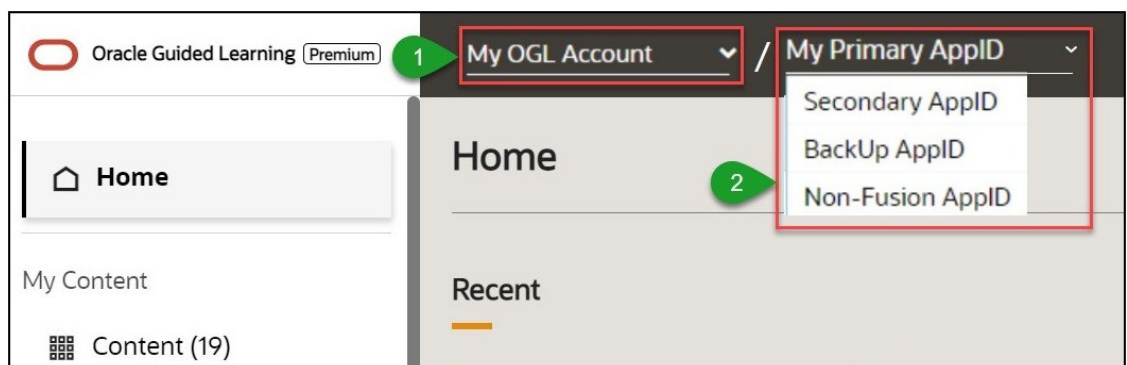 Oracle Guided Learning Premium
1
My OGL Account / My Primary AppID
Secondary AppID
BackUp AppID
Non-Fusion AppID
2
Home
Home
My Content
Recent
Content (19)